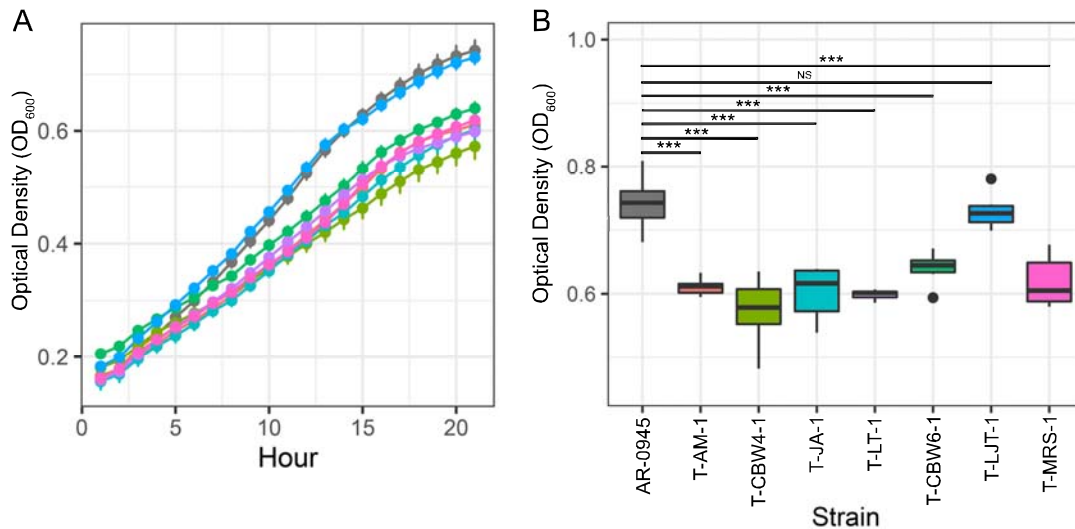 A
Optical Density (OD600)
0.6
0.4
0.2
0
5
10
15
20
Hour
B
Optical Density (OD600)
1.0
0.8
0.6
***
NS
***
***
***
***
***
AR-0945
T-AM-1
T-CBW4-1
T-JA-1
T-LT-1
T-CBW6-1
T-LJT-1
T-MRS-1
Strain